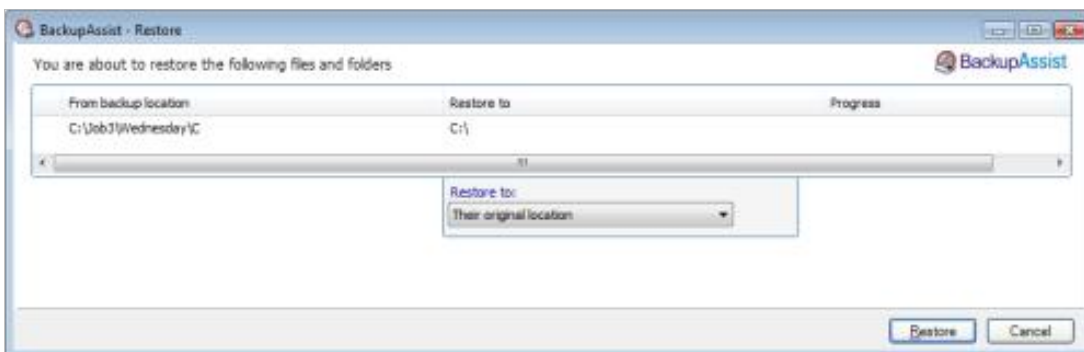 BackupAssist - Restore
You are about to restore the following files and folders
BackupAssist
From backup location Restore to Progress
C:\Job3\Wednesday\C C:\
Restore to:
Their original location
Restore Cancel